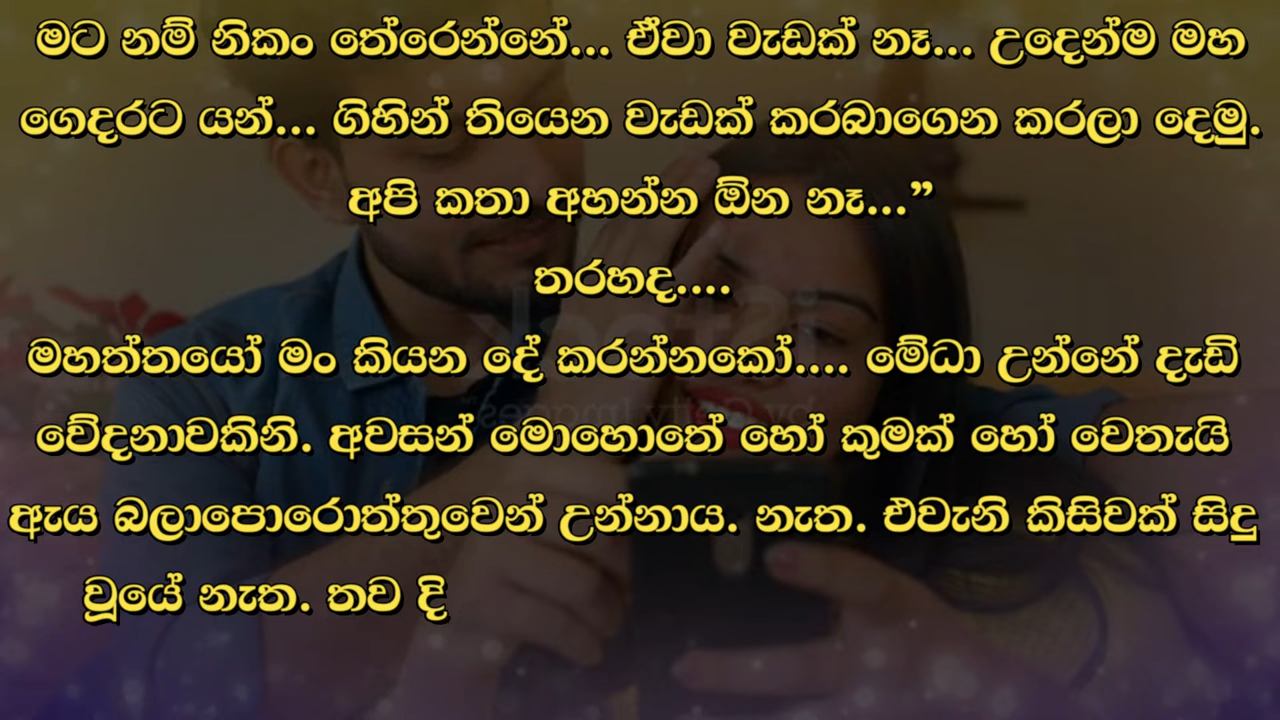 මට නම් නිකං තේරෙන්නේ... ඒවා වැඩක් නෑ... උදෙන්ම මහ
ගෙදරට යන්... ගිහින් තියෙන වැඩක් කරබාගෙන කරලා දෙමු.
අපි කතා අහන්න ඕන නෑ...”
තරහද....
මහත්තයෝ මං කියන දේ කරන්නකෝ.... මේධා උන්නේ දැඩි
වේදනාවකිනි. අවසන් මොහොතේ හෝ කුමක් හෝ වෙතැයි
ඇය බලාපොරොත්තුවෙන් උන්නාය. නැත. එවැනි කිසිවක් සිදු
වූයේ නැත. තව දි